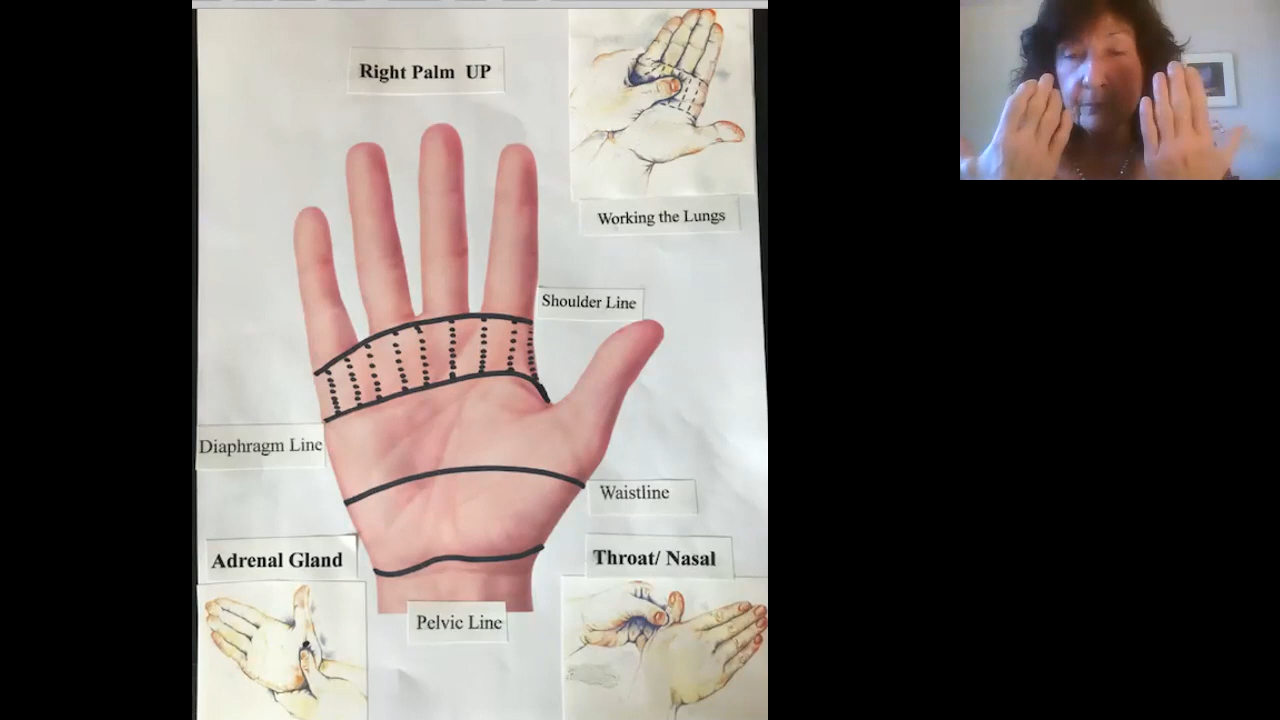 Right Palm UP
Working the Lungs
Shoulder Line
Diaphragm Line
Waistline
Adrenal Gland
Throat/ Nasal
Pelvic Line